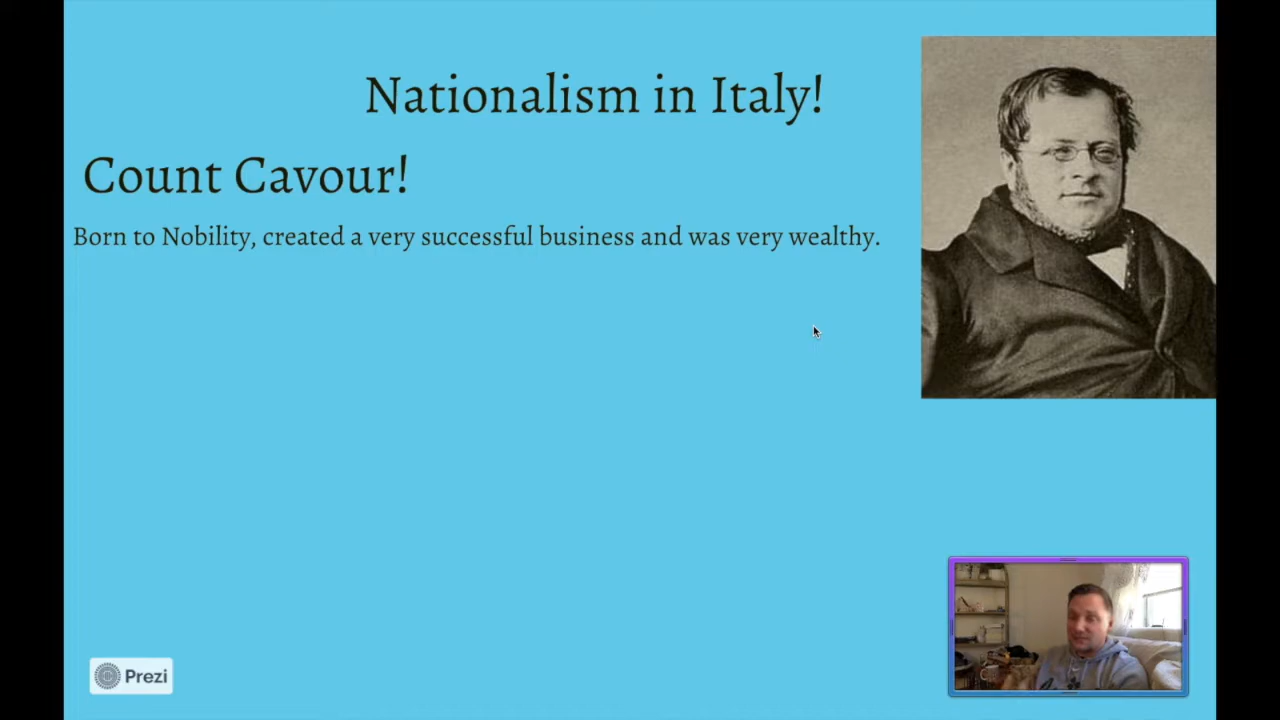 Nationalism in Italy!
Count Cavour!
Born to Nobility, created a very successful business and was very wealthy.
Prezi